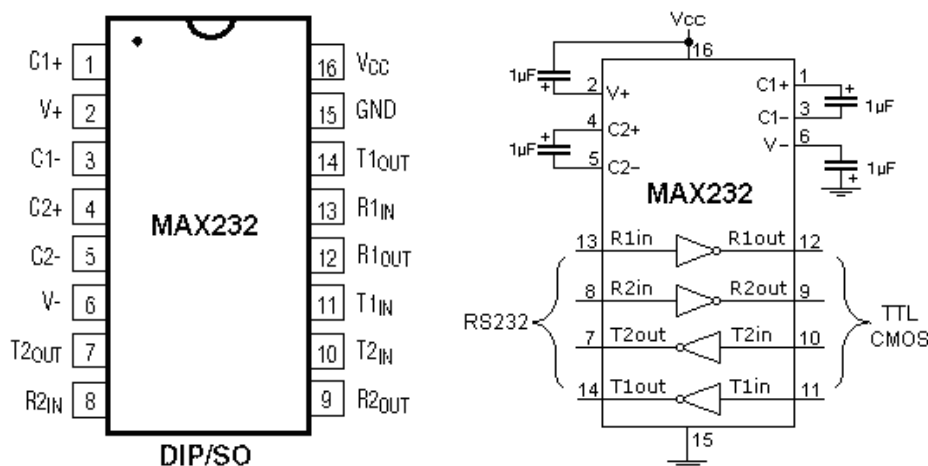 C1+ 1
V+ 2
C1- 3
C2+ 4
C2- 5
V- 6
T2OUT 7
R2IN 8
16 VCC
15 GND
14 T1OUT
13 R1IN
12 R1OUT
11 T1IN
10 T2IN
9 R2OUT
MAX232
DIP/SO
Vcc
16
1µF + 2 V+
4 C2+
1µF +
5 C2-
C1+ 1
+ 1µF
C1- 3
V- 6
+ 1µF
MAX232
13 R1in R1out 12
8 R2in R2out 9
7 T2out T2in 10
14 T1out T1in 11
RS232
TTL
CMOS
15